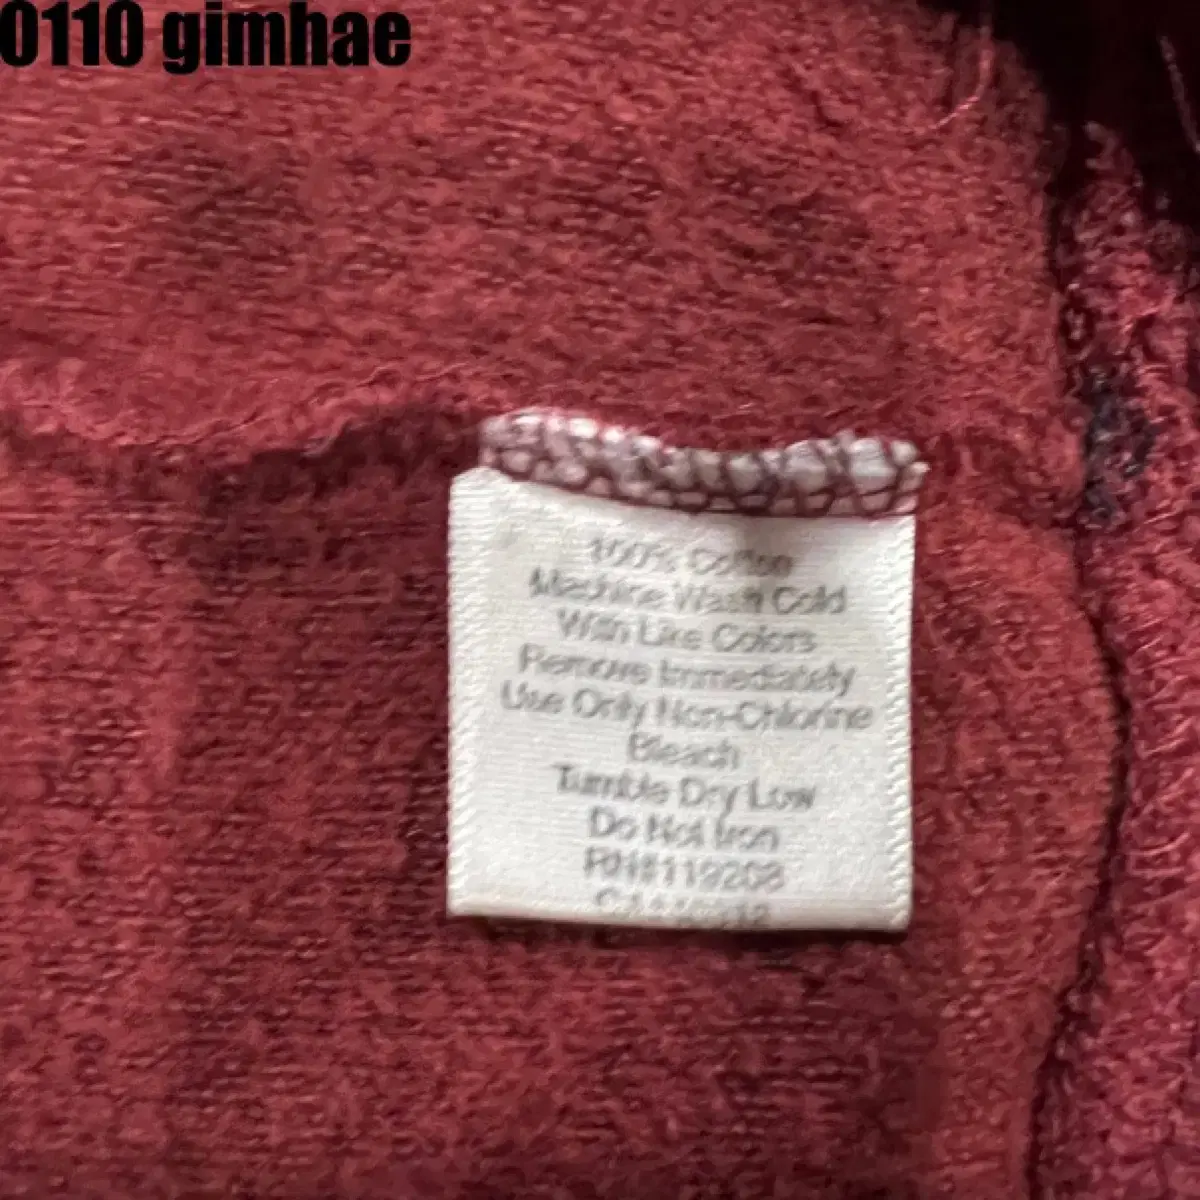 0110 gimhae
100% Cotton
Machine Wash Cold
With Like Colors
Remove Immediately
Use Only Non-Chlorine
Bleach
Tumble Dry Low
Do Not Iron
RN#119208